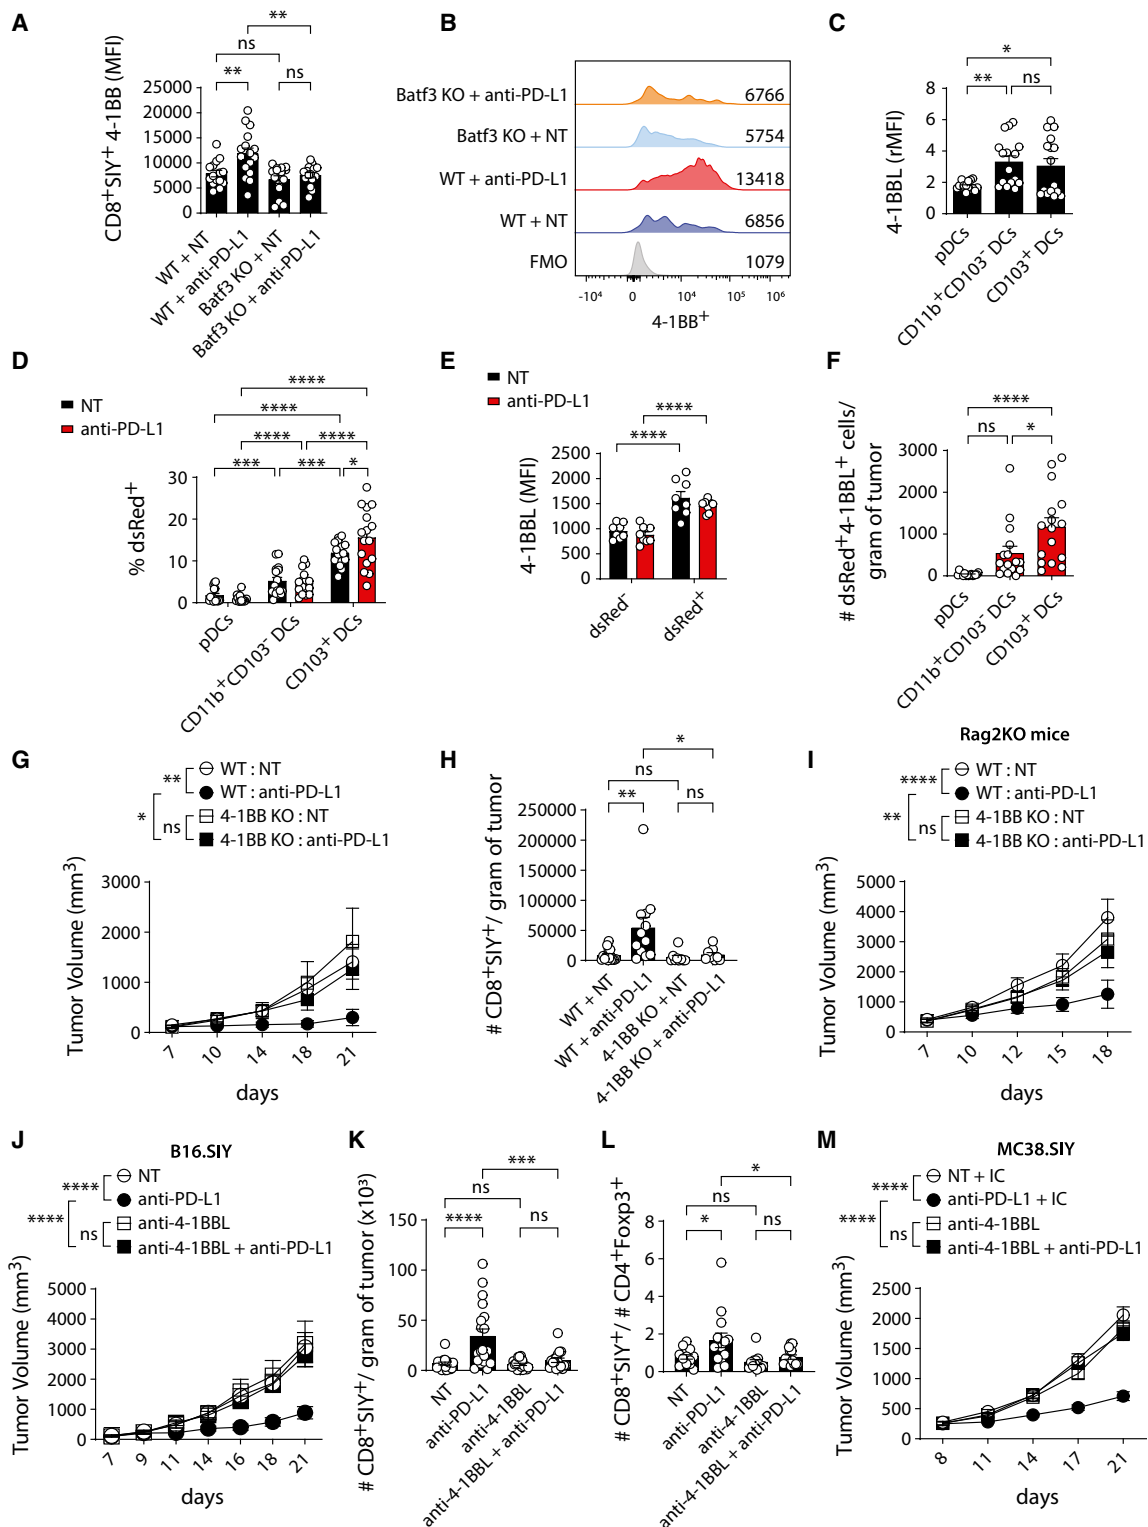 A
CD8+SIY+ 4-1BB (MFI)
25000
20000
15000
10000
5000
0
**
ns
**
ns
WT + NT
WT + anti-PD-L1
Batf3 KO + NT
Batf3 KO + anti-PD-L1
B
Batf3 KO + anti-PD-L1 6766
Batf3 KO + NT 5754
WT + anti-PD-L1 13418
WT + NT 6856
FMO 1079
-10⁴ 0 10⁴ 10⁵ 10⁶
4-1BB+
C
4-1BBL (rMFI)
8
6
4
2
0
*
** ns
pDCs
CD11b+CD103- DCs
CD103+ DCs
D
NT
anti-PD-L1
****
****
**** ****
*** *** *
% dsRed+
30
20
10
0
pDCs
CD11b+CD103- DCs
CD103+ DCs
E
NT
anti-PD-L1
****
****
4-1BBL (MFI)
2500
2000
1500
1000
500
0
dsRed-
dsRed+
F
# dsRed+4-1BBL+ cells/
gram of tumor
****
ns *
3000
2000
1000
0
pDCs
CD11b+CD103- DCs
CD103+ DCs
G
WT : NT
WT : anti-PD-L1
4-1BB KO : NT
4-1BB KO : anti-PD-L1
**
*
ns
Tumor Volume (mm³)
3000
2000
1000
0
7 10 14 18 21
days
H
# CD8+SIY+/ gram of tumor
*
ns
** ns
250000
200000
150000
100000
50000
0
WT + NT
WT + anti-PD-L1
4-1BB KO + NT
4-1BB KO + anti-PD-L1
I
Rag2KO mice
WT : NT
WT : anti-PD-L1
4-1BB KO : NT
4-1BB KO : anti-PD-L1
****
**
ns
Tumor Volume (mm³)
5000
4000
3000
2000
1000
0
7 10 12 15 18
days
J
B16.SIY
NT
anti-PD-L1
anti-4-1BBL
anti-4-1BBL + anti-PD-L1
****
****
ns
Tumor Volume (mm³)
5000
4000
3000
2000
1000
0
7 9 11 14 16 18 21
days
K
# CD8+SIY+/ gram of tumor (x10³)
***
ns
**** ns
150
100
50
0
NT
anti-PD-L1
anti-4-1BBL
anti-4-1BBL + anti-PD-L1
L
# CD8+SIY+/ # CD4+Foxp3+
*
ns
* ns
8
6
4
2
0
NT
anti-PD-L1
anti-4-1BBL
anti-4-1BBL + anti-PD-L1
M
MC38.SIY
NT + IC
anti-PD-L1 + IC
anti-4-1BBL
anti-4-1BBL + anti-PD-L1
****
****
ns
Tumor Volume (mm³)
2500
2000
1500
1000
500
0
8 11 14 17 21
days